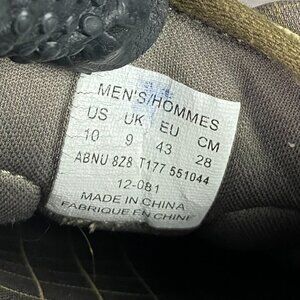 MEN'S/HOMMES
US UK EU CM
10 9 43 28
ABNU 8Z8 T177 551044
12-081
MADE IN CHINA
FABRIQUE EN CHINE